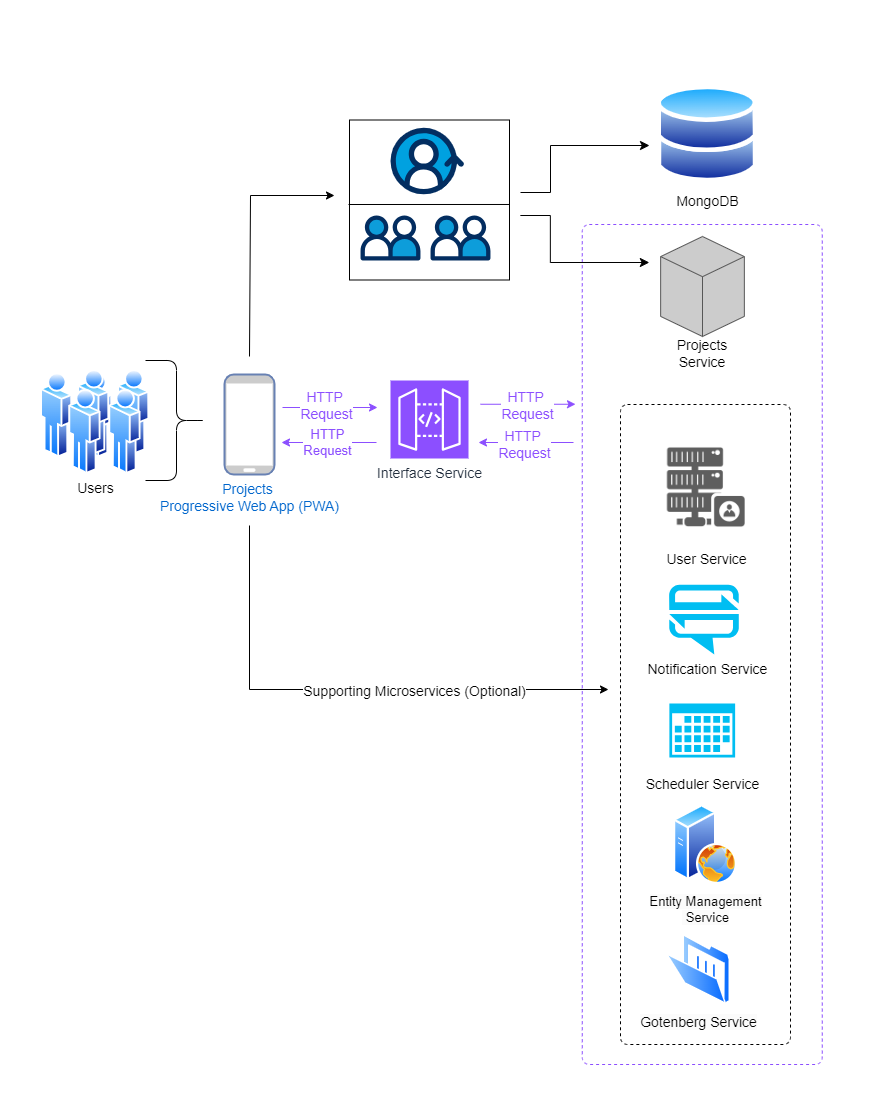 MongoDB
Projects
Service
HTTP
Request
HTTP
Request
HTTP
Request
HTTP
Request
Interface Service
Users
Projects
Progressive Web App (PWA)
User Service
Notification Service
Supporting Microservices (Optional)
Scheduler Service
Entity Management
Service
Gotenberg Service